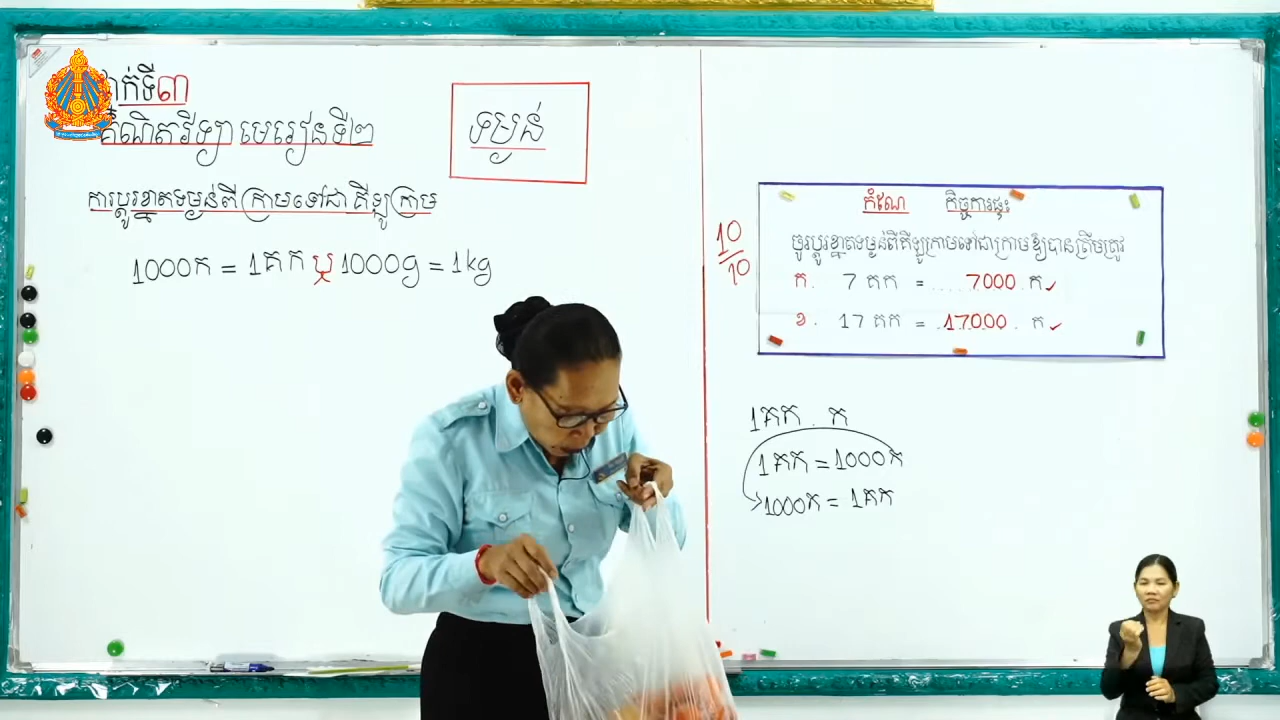 ថ្នាក់ទី៣
គណិតវិទ្យា មេរៀនទី២
ទម្ងន់
ការប្តូរខ្នាតទម្ងន់ពីក្រាមទៅជាគីឡូក្រាម
1000ក = 1គក ឬ 1000g = 1kg
10/10
កំណែ កិច្ចការផ្ទះ
ចូរប្តូរខ្នាតទម្ងន់ពីគីឡូក្រាមទៅជាក្រាមឱ្យបានត្រឹមត្រូវ
ក. 7 គក = ....7000. ក
ខ. 17 គក = .17000. ក
1គក . ក
1គក = 1000ក
1000ក = 1គក